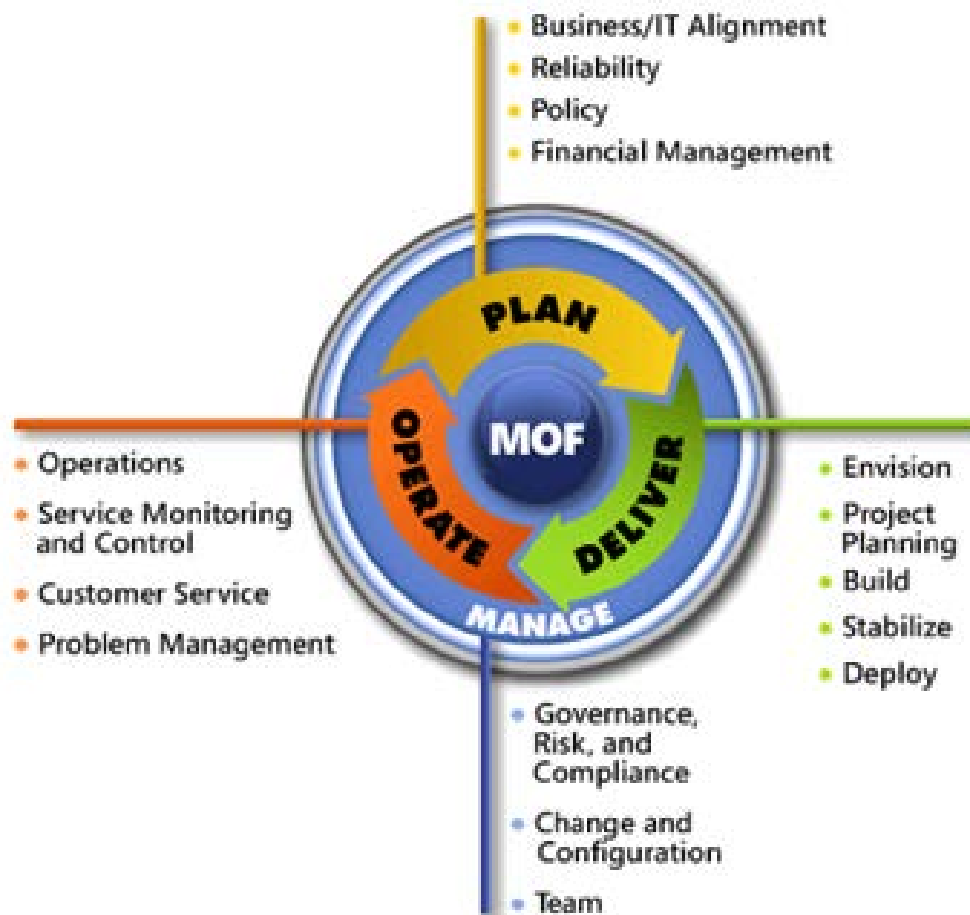 Business/IT Alignment
Reliability
Policy
Financial Management
PLAN
MOF
OPERATE
DELIVER
MANAGE
Operations
Service Monitoring
and Control
Customer Service
Problem Management
Envision
Project
Planning
Build
Stabilize
Deploy
Governance,
Risk, and
Compliance
Change and
Configuration
Team